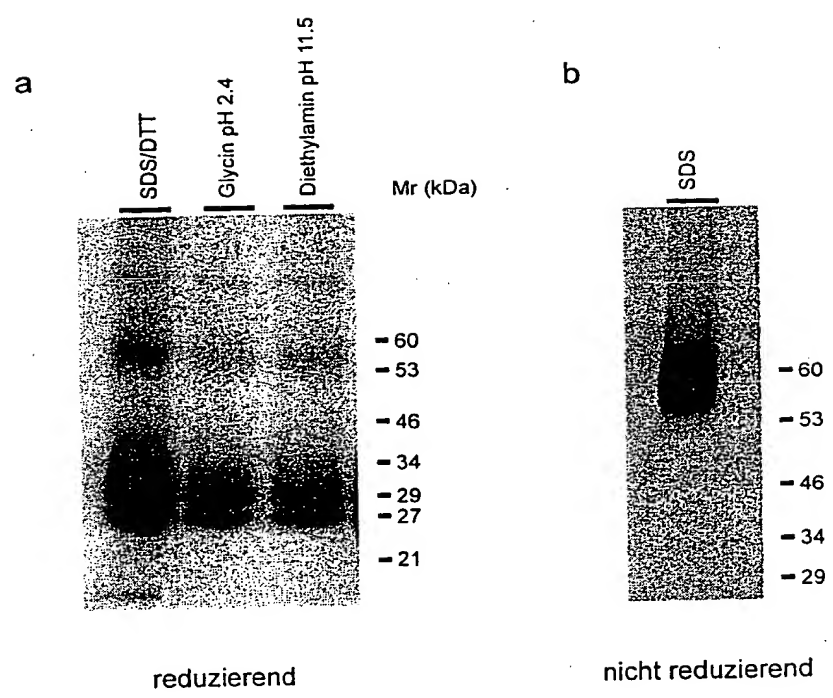 a
SDS/DTT
Glycin pH 2.4
Diethylamin pH 11.5
Mr (kDa)
60
53
46
34
29
27
21
reduzierend
b
SDS
60
53
46
34
29
nicht reduzierend